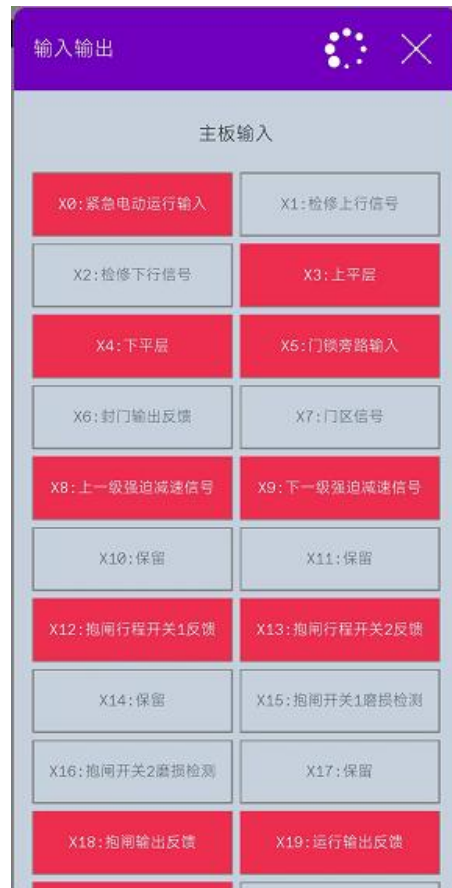 输入输出
主板输入
X0:紧急电动运行输入
X1:检修上行信号
X2:检修下行信号
X3:上平层
X4:下平层
X5:门锁旁路输入
X6:封门输出反馈
X7:门区信号
X8:上一级强迫减速信号
X9:下一级强迫减速信号
X10:保留
X11:保留
X12:抱闸行程开关1反馈
X13:抱闸行程开关2反馈
X14:保留
X15:抱闸开关1磨损检测
X16:抱闸开关2磨损检测
X17:保留
X18:抱闸输出反馈
X19:运行输出反馈